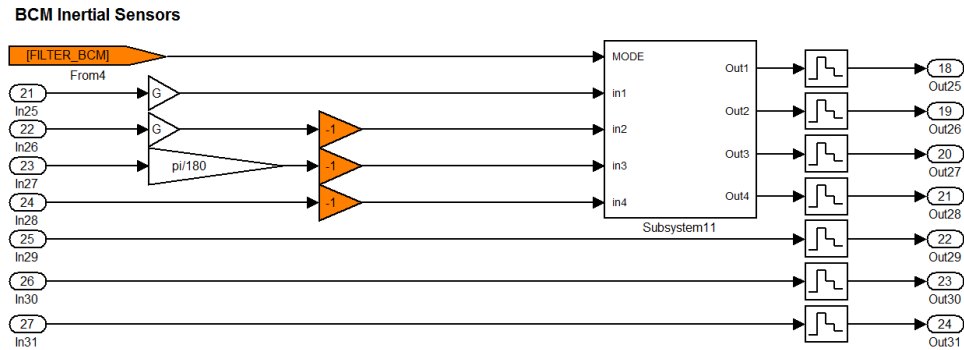 BCM Inertial Sensors
[FILTER_BCM]
From4
MODE
21
In25
G
in1
22
In26
G
-1
in2
23
In27
pi/180
-1
in3
24
In28
-1
in4
25
In29
26
In30
27
In31
Out1
Out2
Out3
Out4
Subsystem11
18
Out25
19
Out26
20
Out27
21
Out28
22
Out29
23
Out30
24
Out31